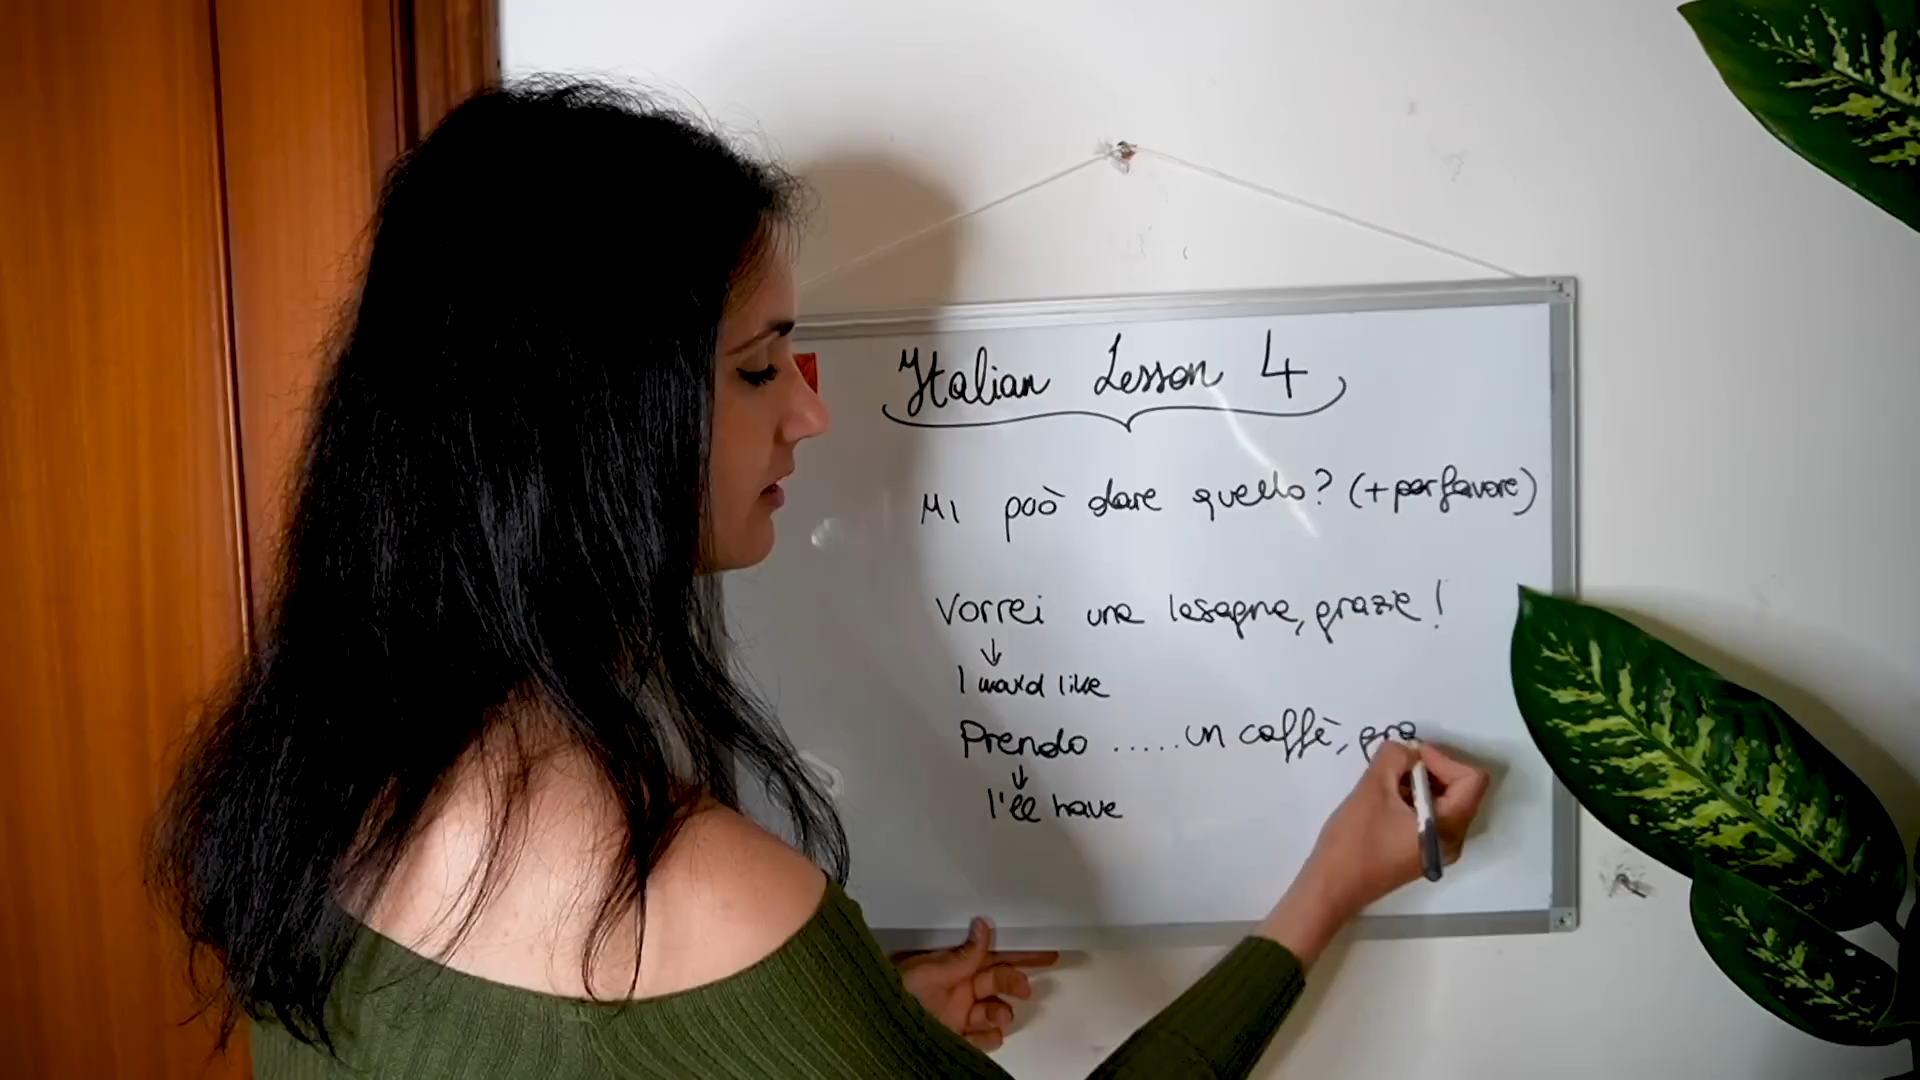 Italian Lesson 4
Mi può dare quello? (+ per favore)
Vorrei una lasagna, grazie!
↓
I would like
Prendo ..... un caffè, gra
↓
I'll have